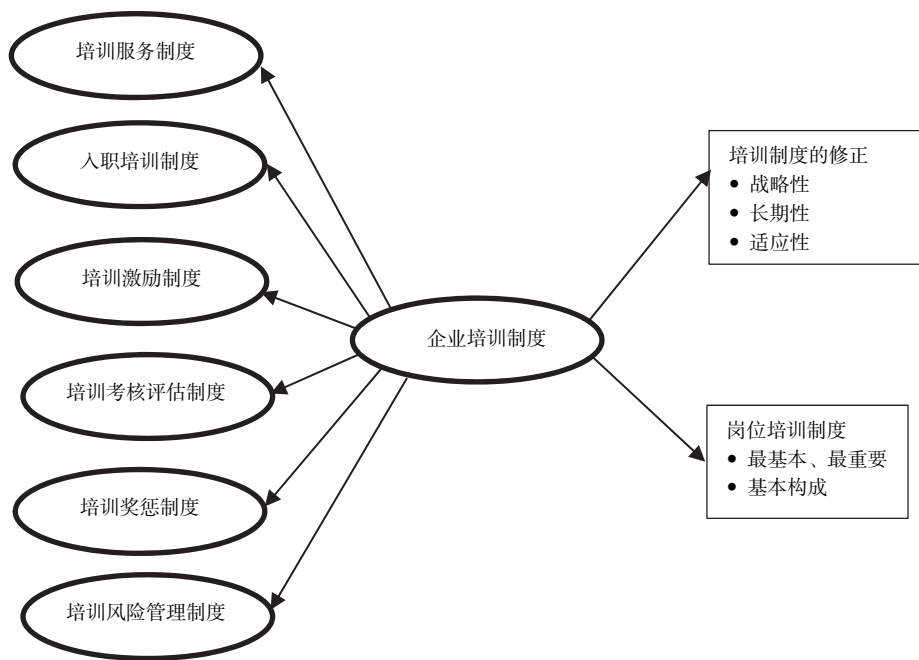 培训服务制度
入职培训制度
培训激励制度
培训考核评估制度
培训奖惩制度
培训风险管理制度
企业培训制度
培训制度的修正
• 战略性
• 长期性
• 适应性
岗位培训制度
• 最基本、最重要
• 基本构成